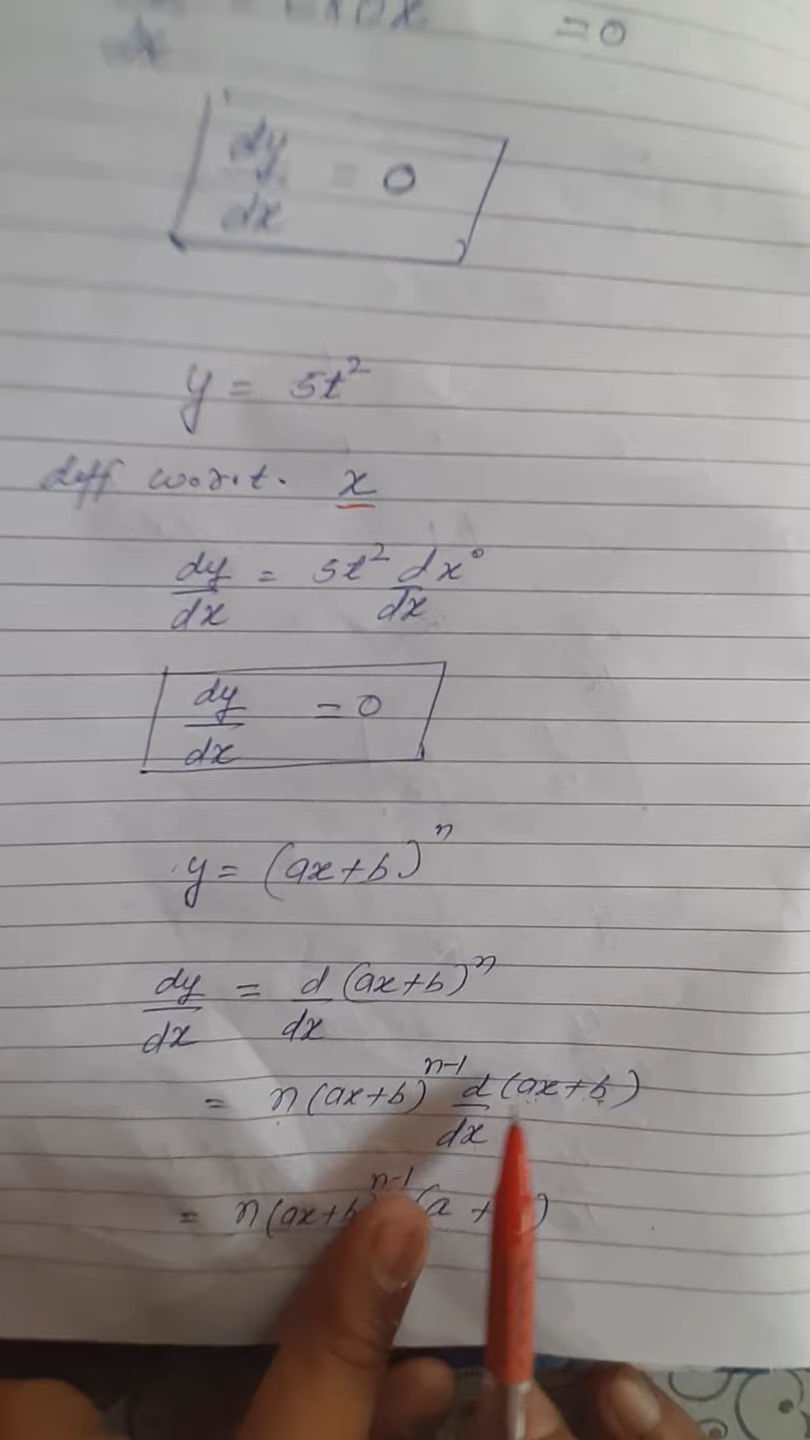 = 0
dy/dx = 0
y = 5t²
diff w.r.t. x
dy/dx = 5t² dx⁰/dx
dy/dx = 0
y = (ax+b)ⁿ
dy/dx = d/dx (ax+b)ⁿ
= n(ax+b)ⁿ⁻¹ d/dx (ax+b)
= n(ax+b ⁿ⁻¹ (a + )